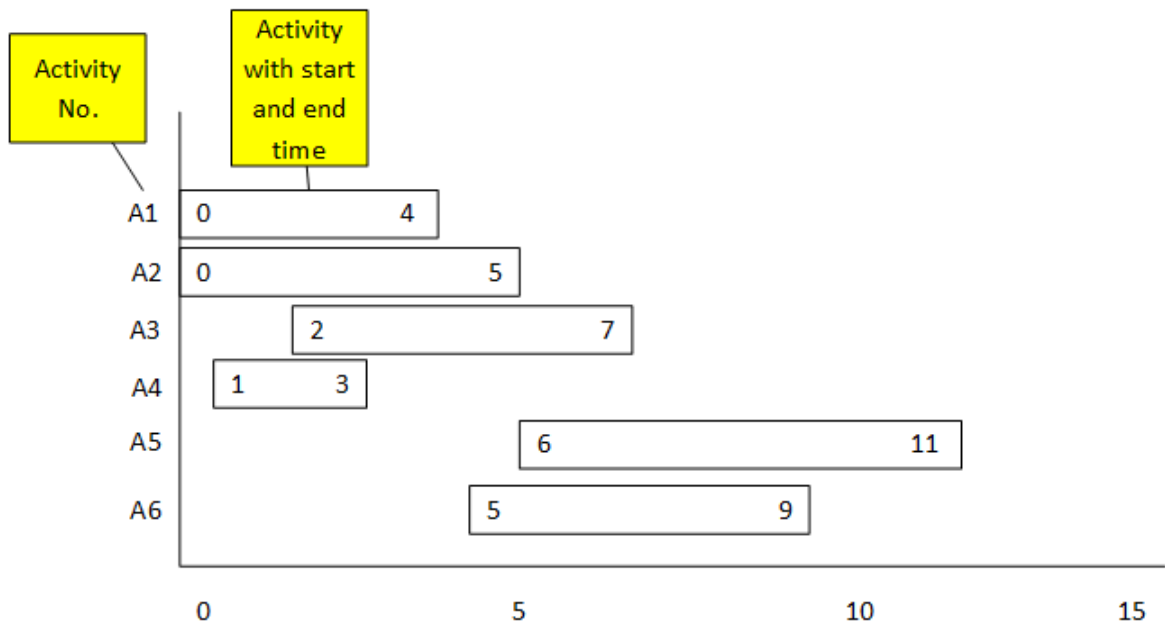 Activity
No.
Activity
with start
and end
time
A1 0 4
A2 0 5
A3 2 7
A4 1 3
A5 6 11
A6 5 9
0 5 10 15